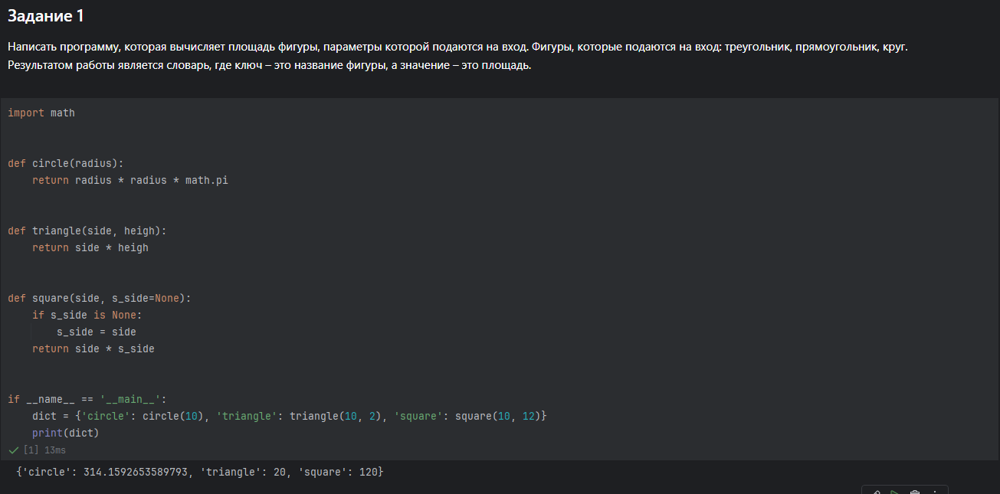 Задание 1
Написать программу, которая вычисляет площадь фигуры, параметры которой подаются на вход. Фигуры, которые подаются на вход: треугольник, прямоугольник, круг.
Результатом работы является словарь, где ключ – это название фигуры, а значение – это площадь.
import math
def circle(radius):
    return radius * radius * math.pi
def triangle(side, heigh):
    return side * heigh
def square(side, s_side=None):
    if s_side is None:
        s_side = side
    return side * s_side
if __name__ == '__main__':
    dict = {'circle': circle(10), 'triangle': triangle(10, 2), 'square': square(10, 12)}
    print(dict)
[1] 13ms
{'circle': 314.1592653589793, 'triangle': 20, 'square': 120}